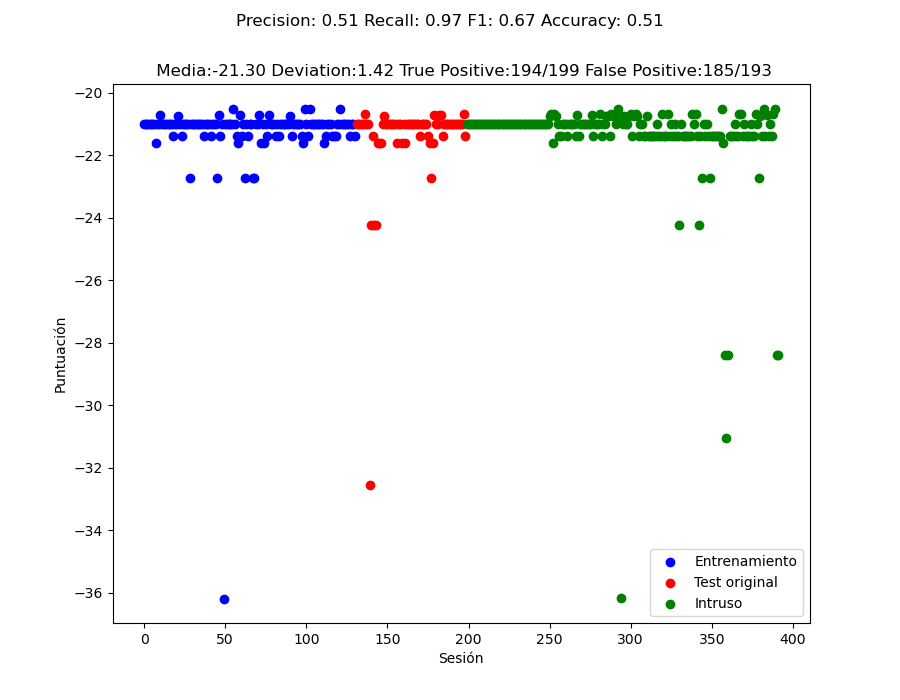 Precision: 0.51 Recall: 0.97 F1: 0.67 Accuracy: 0.51
Media:-21.30 Deviation:1.42 True Positive:194/199 False Positive:185/193
−20
−22
−24
−26
−28
−30
−32
−34
−36
Puntuación
0 50 100 150 200 250 300 350 400
Sesión
Entrenamiento
Test original
Intruso